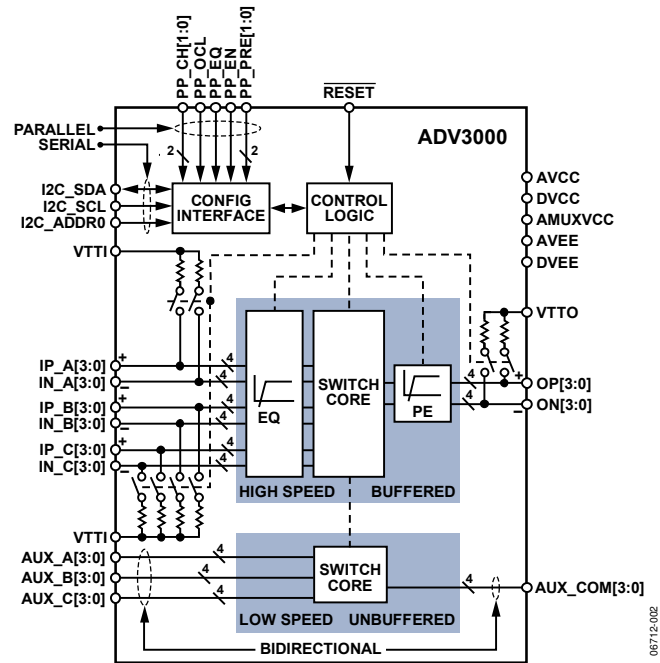 PP_CH[1:0]
PP_OCL
PP_EQ
PP_EN
PP_PRE[1:0]
RESET
PARALLEL
SERIAL
ADV3000
2
2
I2C_SDA
I2C_SCL
I2C_ADDR0
CONFIG
INTERFACE
CONTROL
LOGIC
AVCC
DVCC
AMUXVCC
AVEE
DVEE
VTTI
VTTO
+
IP_A[3:0]
4
IN_A[3:0]
4
–
+
IP_B[3:0]
4
IN_B[3:0]
4
–
+
IP_C[3:0]
4
IN_C[3:0]
4
–
EQ
SWITCH
CORE
PE
4
+
OP[3:0]
4
–
ON[3:0]
HIGH SPEED
BUFFERED
VTTI
AUX_A[3:0]
4
AUX_B[3:0]
4
AUX_C[3:0]
4
SWITCH
CORE
4
AUX_COM[3:0]
LOW SPEED
UNBUFFERED
BIDIRECTIONAL
06712-002